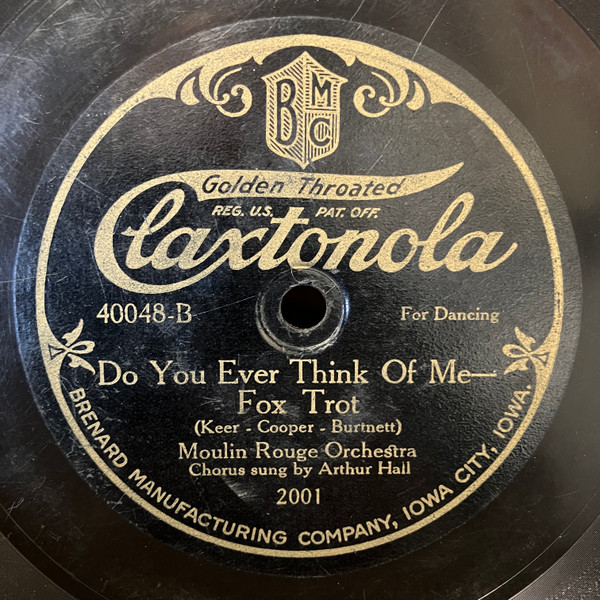 BMC
Golden Throated
REG. U.S. PAT. OFF.
Claxtonola
40048-B
For Dancing
Do You Ever Think Of Me—
Fox Trot
(Keer - Cooper - Burtnett)
Moulin Rouge Orchestra
Chorus sung by Arthur Hall
2001
BRENARD MANUFACTURING COMPANY, IOWA CITY, IOWA.